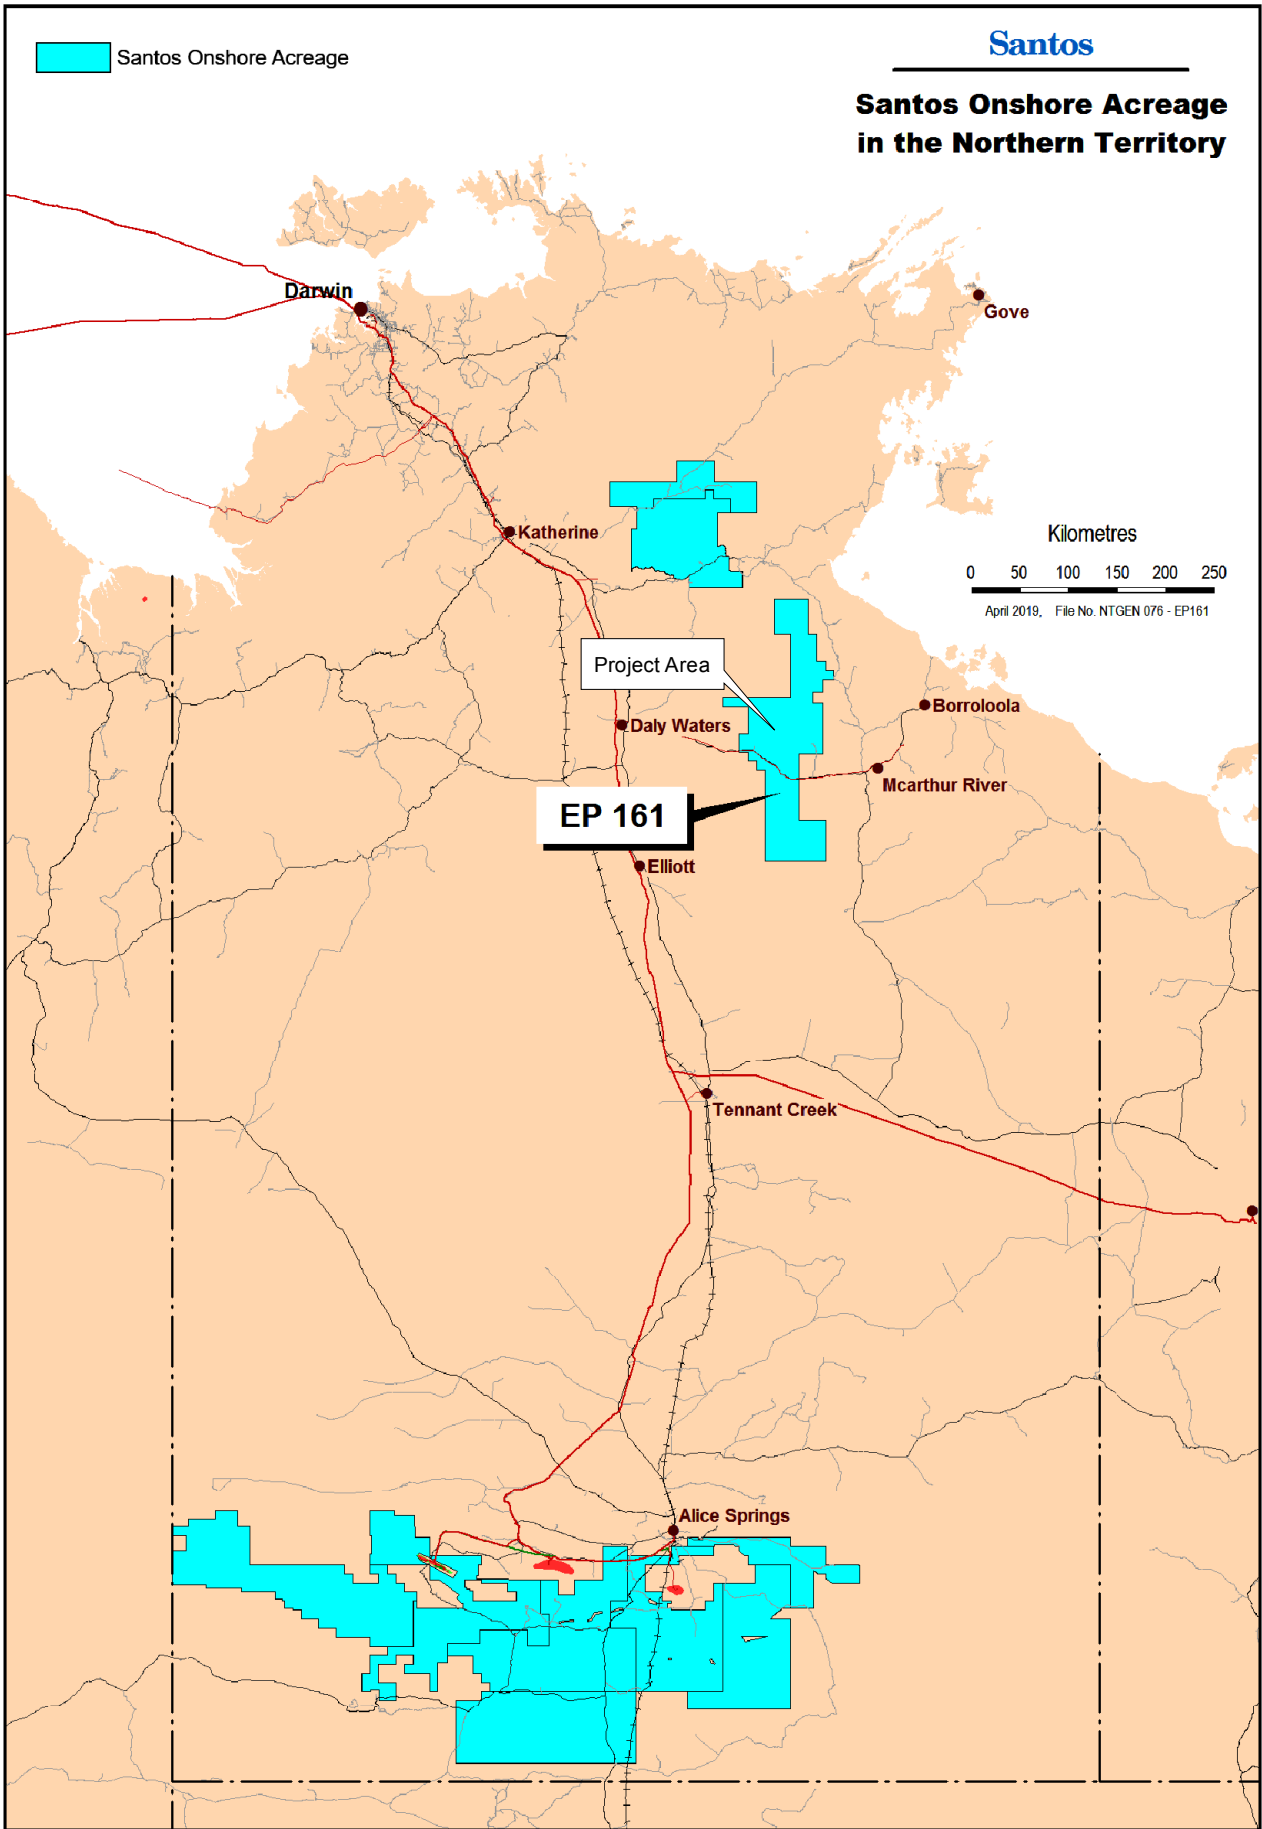 Santos Onshore Acreage
Santos
Santos Onshore Acreage
in the Northern Territory
Darwin
Gove
Katherine
Kilometres
0 50 100 150 200 250
April 2019, File No. NTGEN 076 - EP161
Project Area
Borroloola
Daly Waters
Mcarthur River
EP 161
Elliott
Tennant Creek
Alice Springs